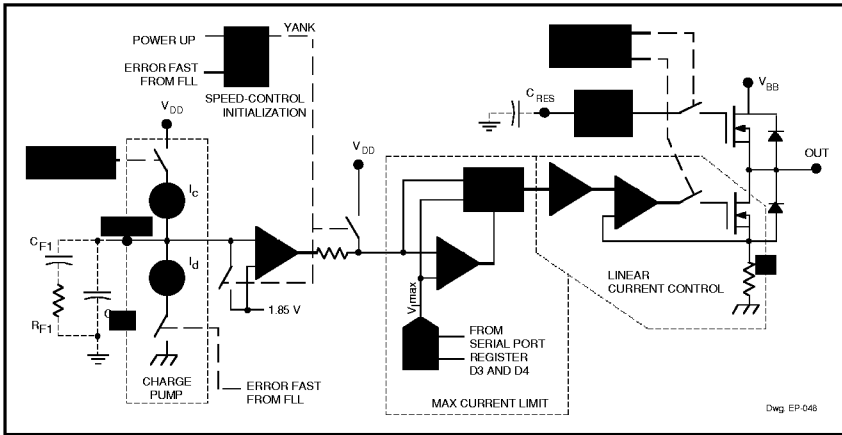 POWER UP
YANK
ERROR FAST
FROM FLL
SPEED-CONTROL
INITIALIZATION
C RES
V BB
V DD
OUT
V DD
I c
C F1
I d
R F1
1.85 V
V I max
LINEAR
CURRENT CONTROL
FROM
SERIAL PORT
REGISTER
D3 AND D4
CHARGE
PUMP
ERROR FAST
FROM FLL
MAX CURRENT LIMIT
Dwg. EP-046